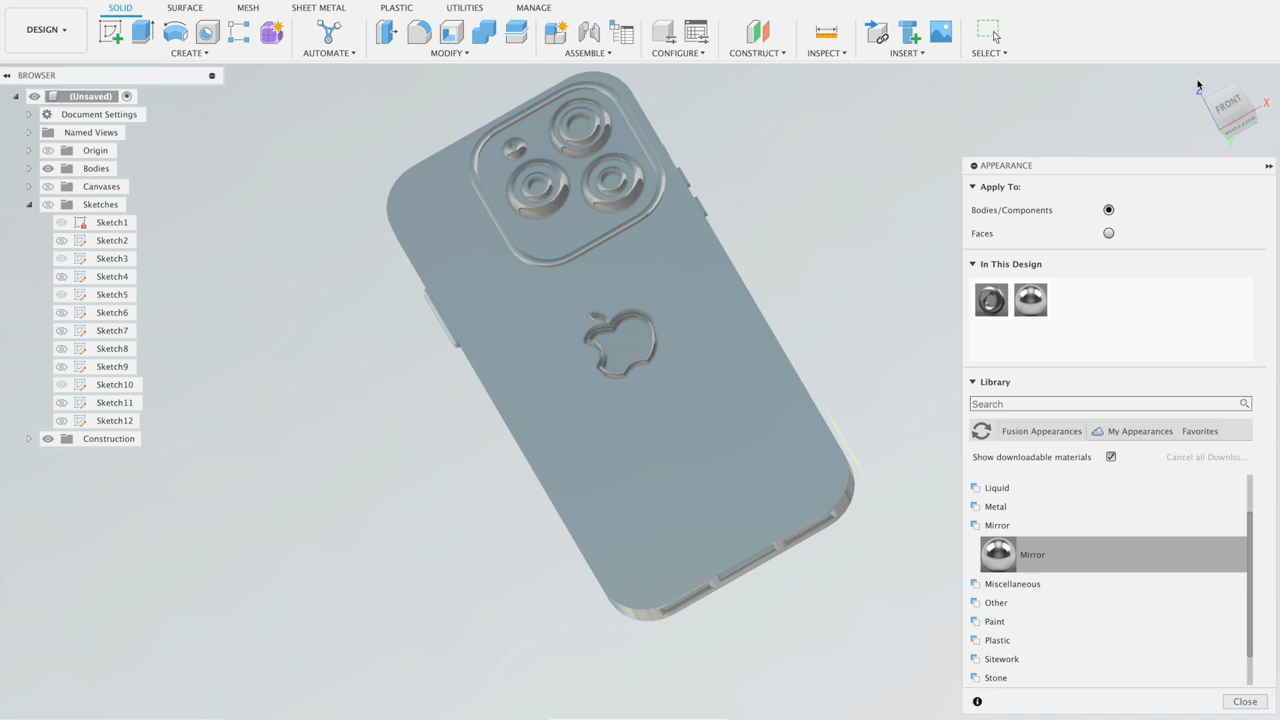 SOLID SURFACE MESH SHEET METAL PLASTIC UTILITIES MANAGE
DESIGN
CREATE AUTOMATE MODIFY ASSEMBLE CONFIGURE CONSTRUCT INSPECT INSERT SELECT
BROWSER
(Unsaved)
Document Settings
Named Views
Origin
Bodies
Canvases
Sketches
Sketch1
Sketch2
Sketch3
Sketch4
Sketch5
Sketch6
Sketch7
Sketch8
Sketch9
Sketch10
Sketch11
Sketch12
Construction
FRONT
BOTTOM
X
Z
Y
APPEARANCE
Apply To:
Bodies/Components
Faces
In This Design
Library
Search
Fusion Appearances My Appearances Favorites
Show downloadable materials Cancel all Downlo...
Liquid
Metal
Mirror
Mirror
Miscellaneous
Other
Paint
Plastic
Sitework
Stone
Close